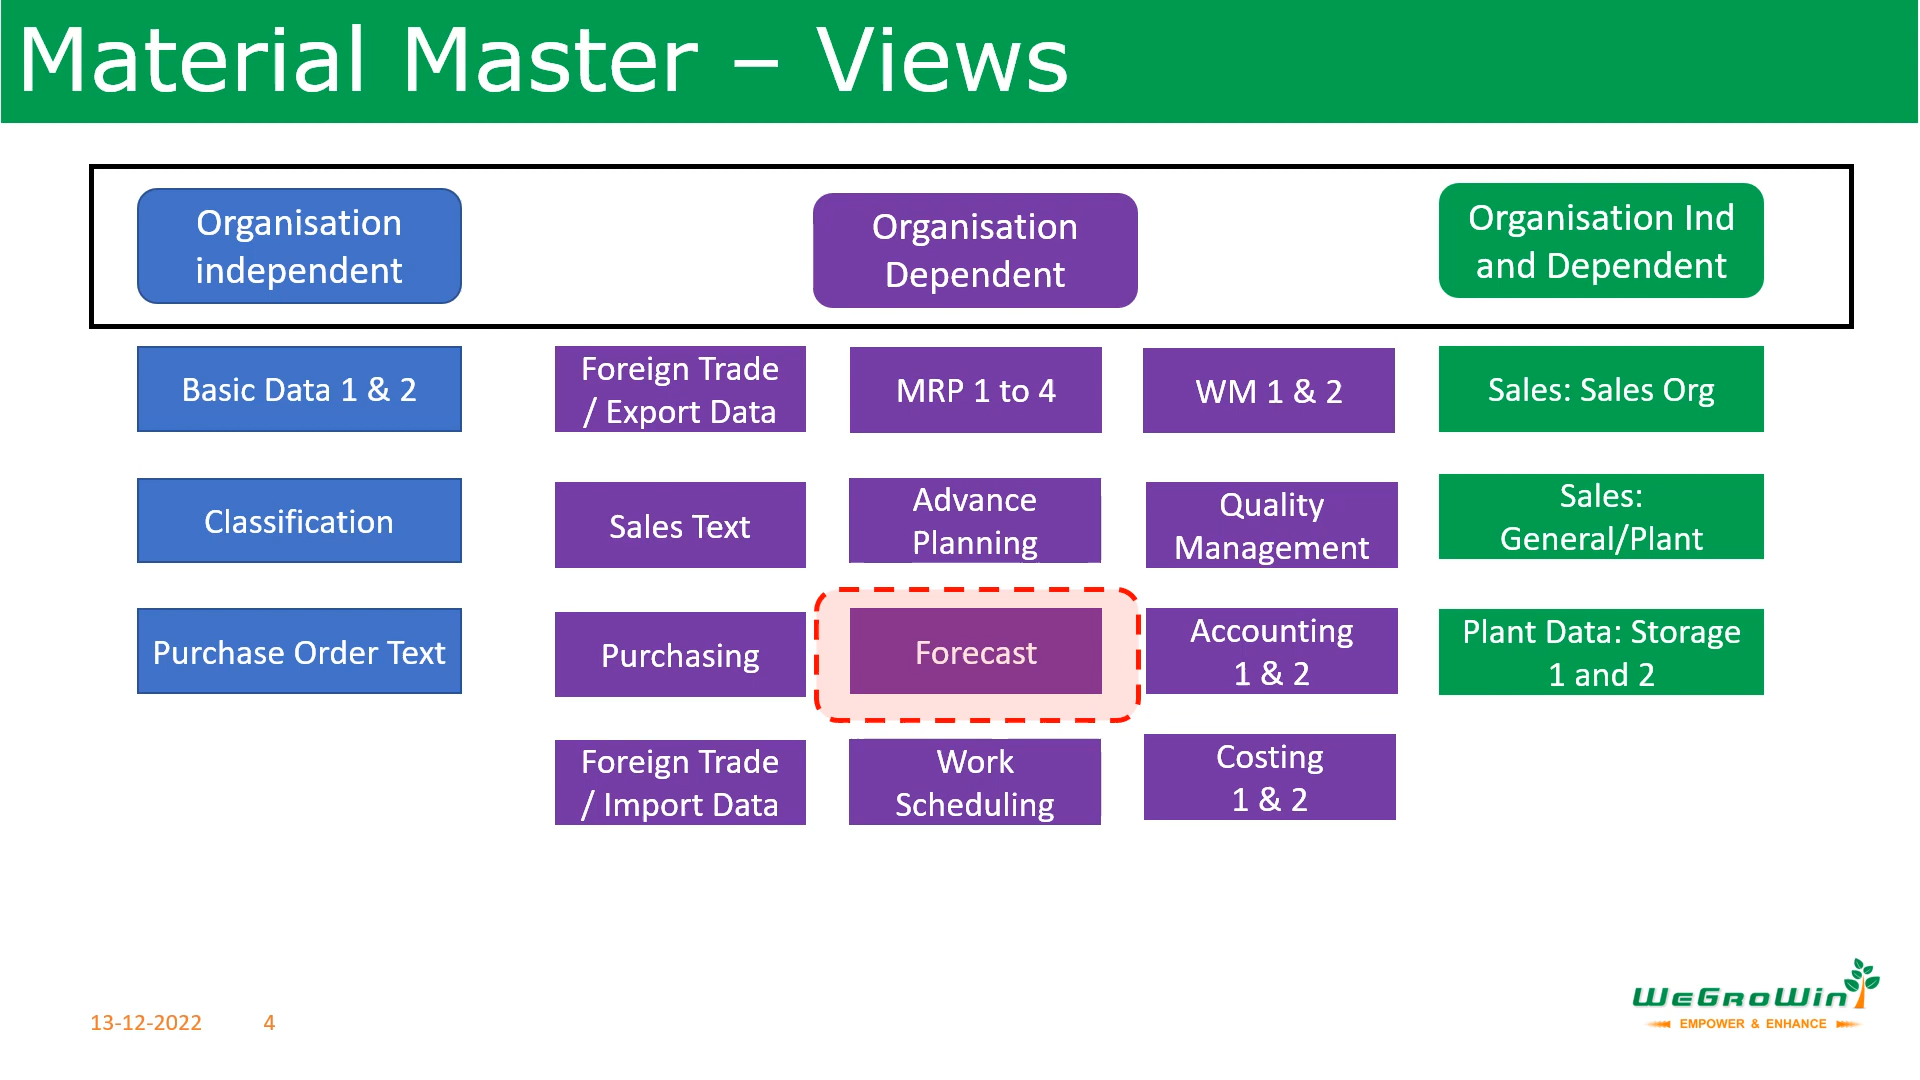 Material Master – Views
Organisation
independent
Organisation
Dependent
Organisation Ind
and Dependent
Basic Data 1 & 2
Foreign Trade
/ Export Data
MRP 1 to 4
WM 1 & 2
Sales: Sales Org
Classification
Sales Text
Advance
Planning
Quality
Management
Sales:
General/Plant
Purchase Order Text
Purchasing
Forecast
Accounting
1 & 2
Plant Data: Storage
1 and 2
Foreign Trade
/ Import Data
Work
Scheduling
Costing
1 & 2
WeGroWin
EMPOWER & ENHANCE
13-12-2022
4